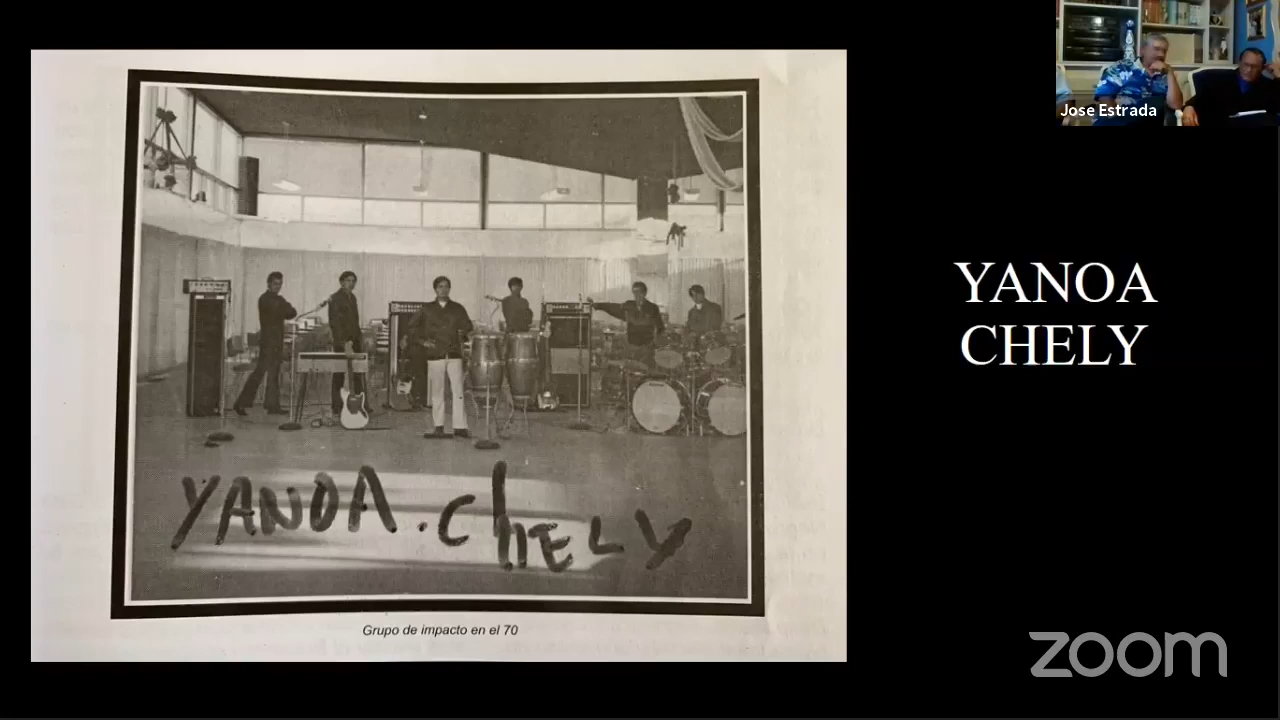 Jose Estrada
YANOA
CHELY
YANOA.ChELY
Grupo de impacto en el 70
zoom